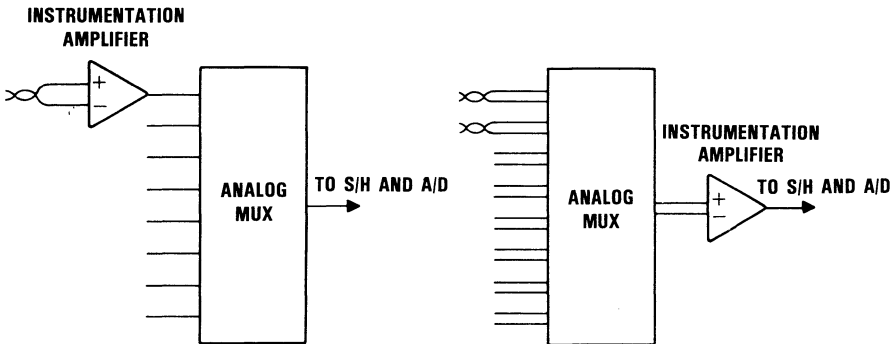 INSTRUMENTATION
AMPLIFIER
+
−
ANALOG
MUX
TO S/H AND A/D
ANALOG
MUX
INSTRUMENTATION
AMPLIFIER
+
−
TO S/H AND A/D